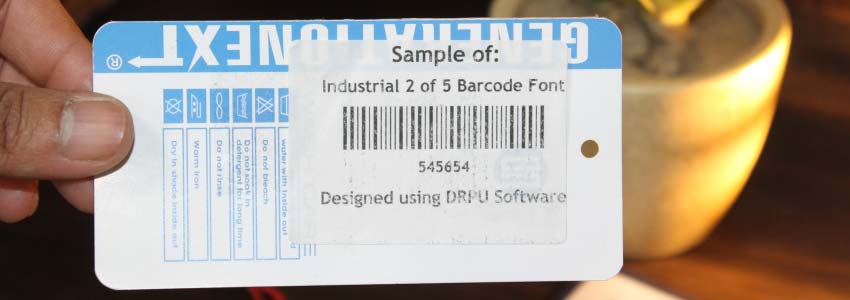 GENERATIONEXT
®
Sample of:
Industrial 2 of 5 Barcode Font
545654
Designed using DRPU Software
water with Inside out
Do not bleach
Do not soak in
detergent for long time
Do not rinse
Warm Iron
Dry In shade Inside out